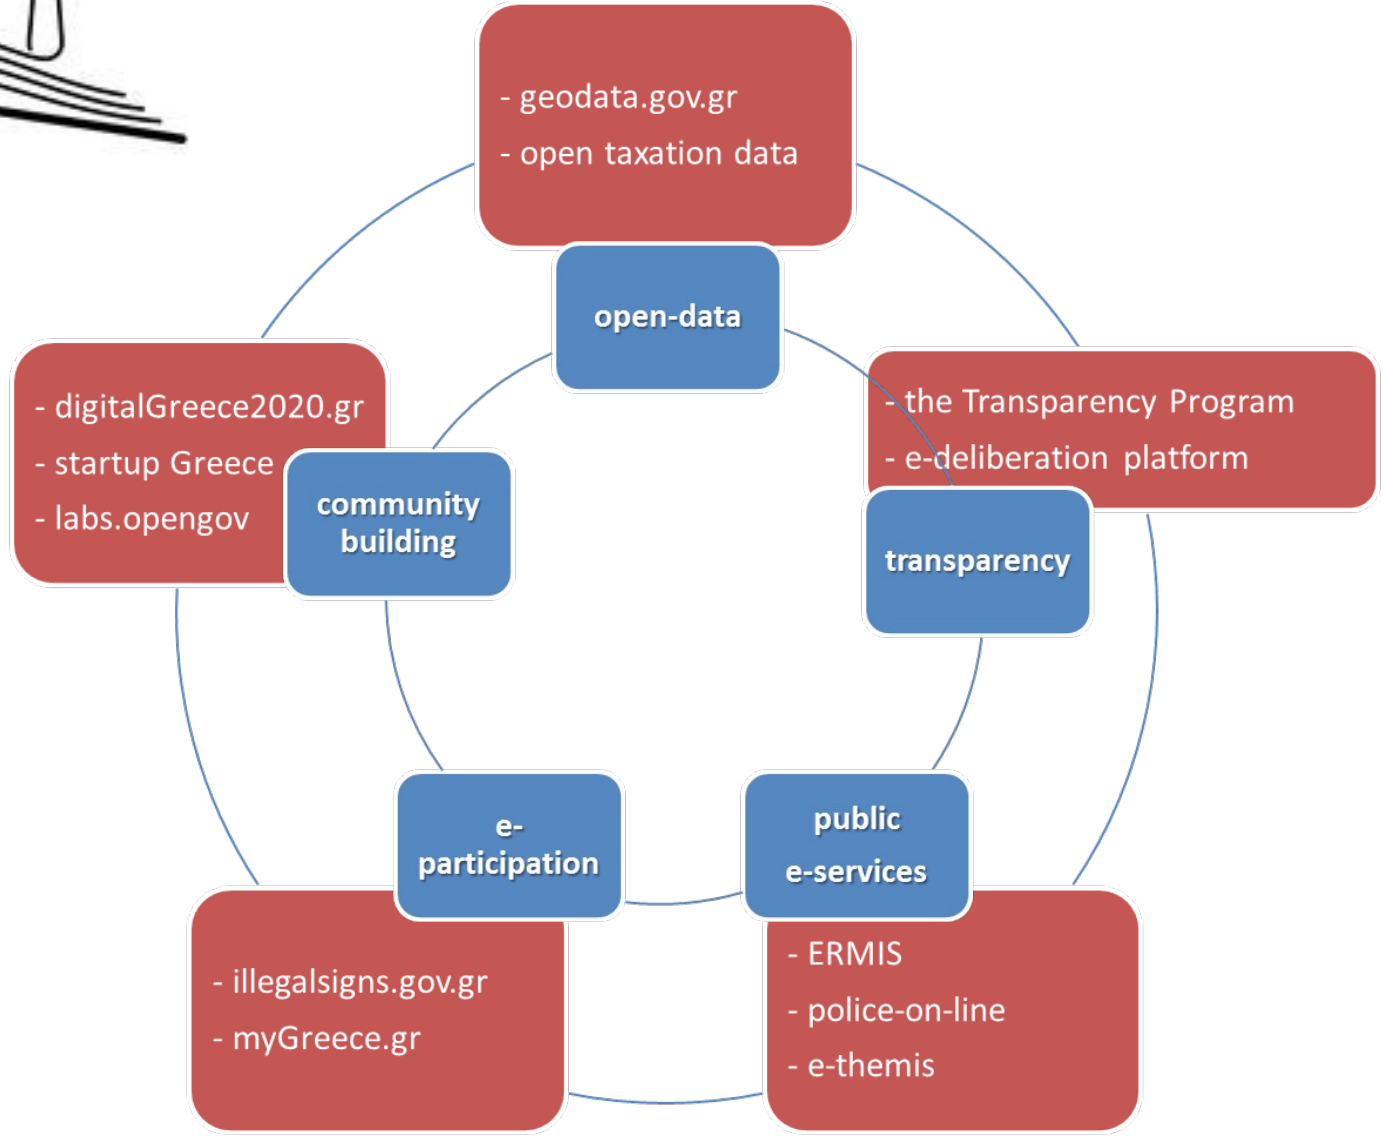 - geodata.gov.gr
- open taxation data
open-data
- the Transparency Program
- e-deliberation platform
transparency
public
e-services
- ERMIS
- police-on-line
- e-themis
e-
participation
- illegalsigns.gov.gr
- myGreece.gr
- digitalGreece2020.gr
- startup Greece
- labs.opengov
community
building